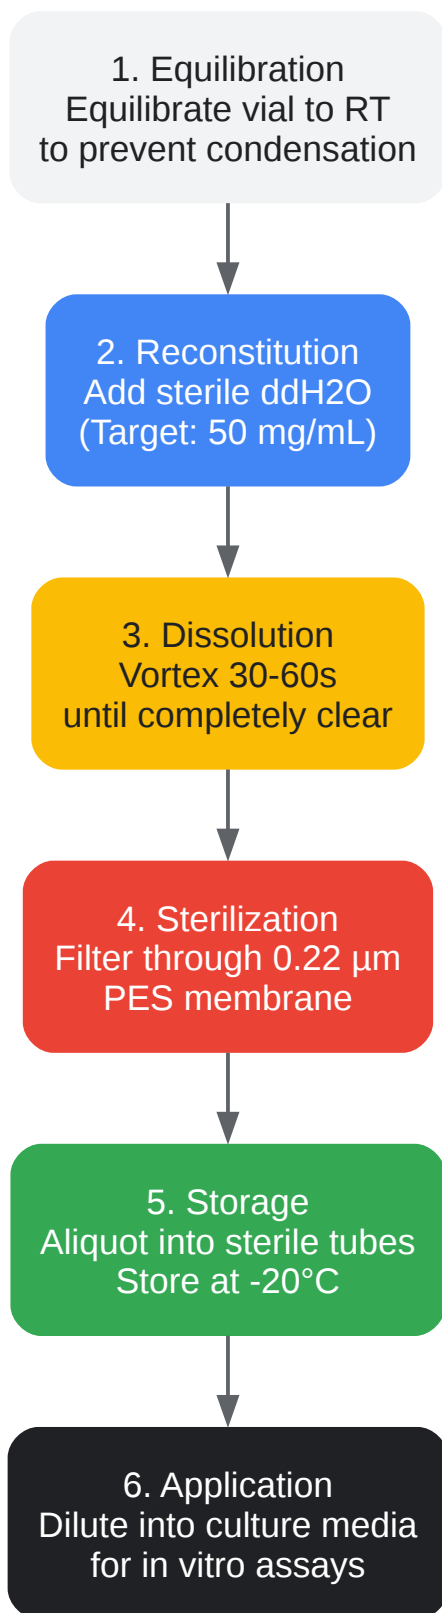 1. Equilibration
Equilibrate vial to RT
to prevent condensation
2. Reconstitution
Add sterile ddH2O
(Target: 50 mg/mL)
3. Dissolution
Vortex 30-60s
until completely clear
4. Sterilization
Filter through 0.22 µm
PES membrane
5. Storage
Aliquot into sterile tubes
Store at -20°C
6. Application
Dilute into culture media
for in vitro assays